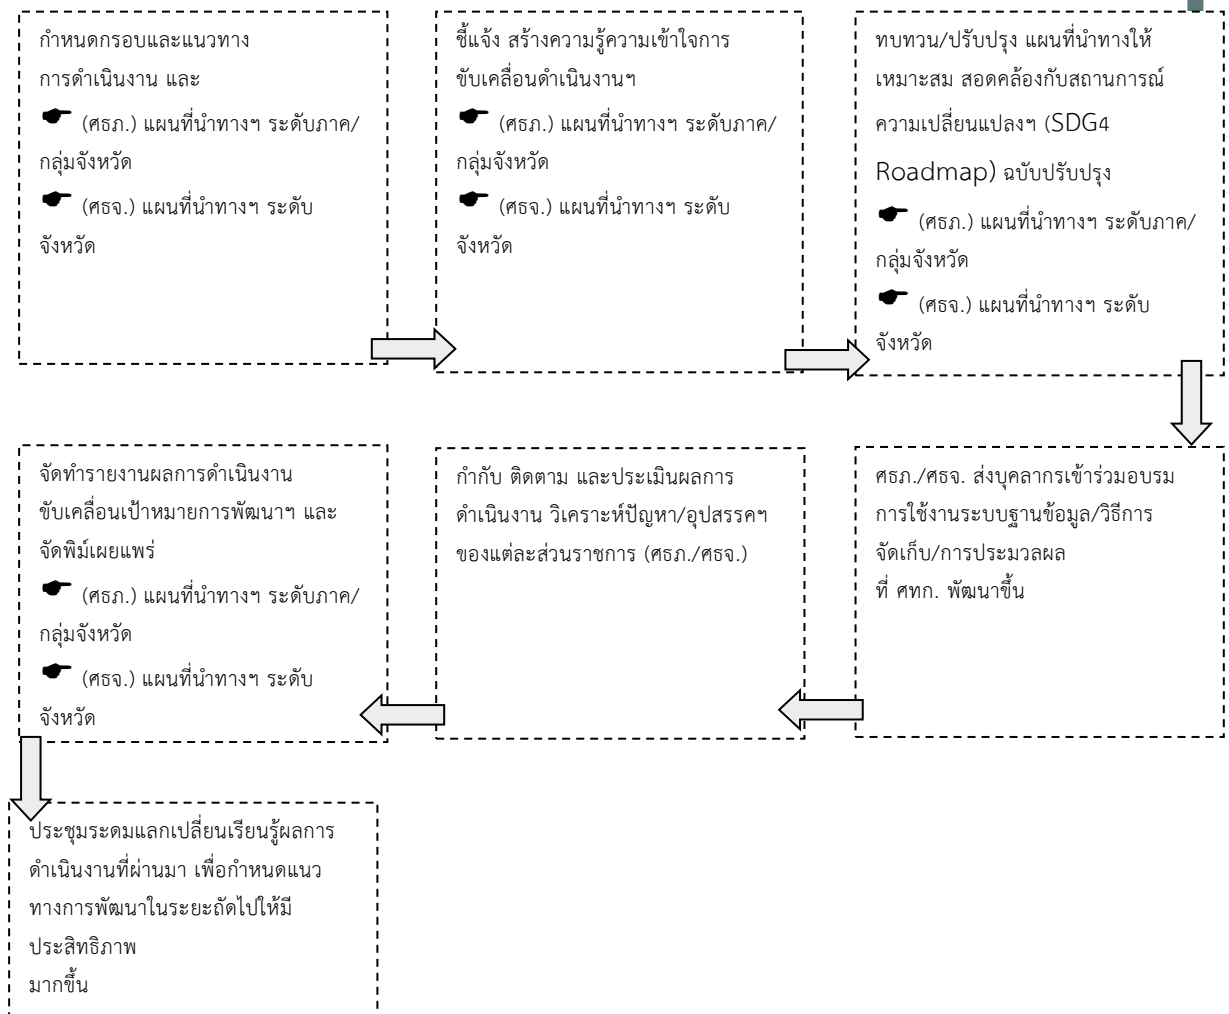 กำหนดกรอบและแนวทาง
การดำเนินงาน และ
(ศธภ.) แผนที่นำทางฯ ระดับภาค/
กลุ่มจังหวัด
(ศธจ.) แผนที่นำทางฯ ระดับ
จังหวัด
ชี้แจง สร้างความรู้ความเข้าใจการ
ขับเคลื่อนดำเนินงานฯ
(ศธภ.) แผนที่นำทางฯ ระดับภาค/
กลุ่มจังหวัด
(ศธจ.) แผนที่นำทางฯ ระดับ
จังหวัด
ทบทวน/ปรับปรุง แผนที่นำทางให้
เหมาะสม สอดคล้องกับสถานการณ์
ความเปลี่ยนแปลงฯ (SDG4
Roadmap) ฉบับปรับปรุง
(ศธภ.) แผนที่นำทางฯ ระดับภาค/
กลุ่มจังหวัด
(ศธจ.) แผนที่นำทางฯ ระดับ
จังหวัด
ศธภ./ศธจ. ส่งบุคลากรเข้าร่วมอบรม
การใช้งานระบบฐานข้อมูล/วิธีการ
จัดเก็บ/การประมวลผล
ที่ ศทก. พัฒนาขึ้น
กำกับ ติดตาม และประเมินผลการ
ดำเนินงาน วิเคราะห์ปัญหา/อุปสรรคฯ
ของแต่ละส่วนราชการ (ศธภ./ศธจ.)
จัดทำรายงานผลการดำเนินงาน
ขับเคลื่อนเป้าหมายการพัฒนาฯ และ
จัดพิม์เผยแพร่
(ศธภ.) แผนที่นำทางฯ ระดับภาค/
กลุ่มจังหวัด
(ศธจ.) แผนที่นำทางฯ ระดับ
จังหวัด
ประชุมระดมแลกเปลี่ยนเรียนรู้ผลการ
ดำเนินงานที่ผ่านมา เพื่อกำหนดแนว
ทางการพัฒนาในระยะถัดไปให้มี
ประสิทธิภาพ
มากขึ้น